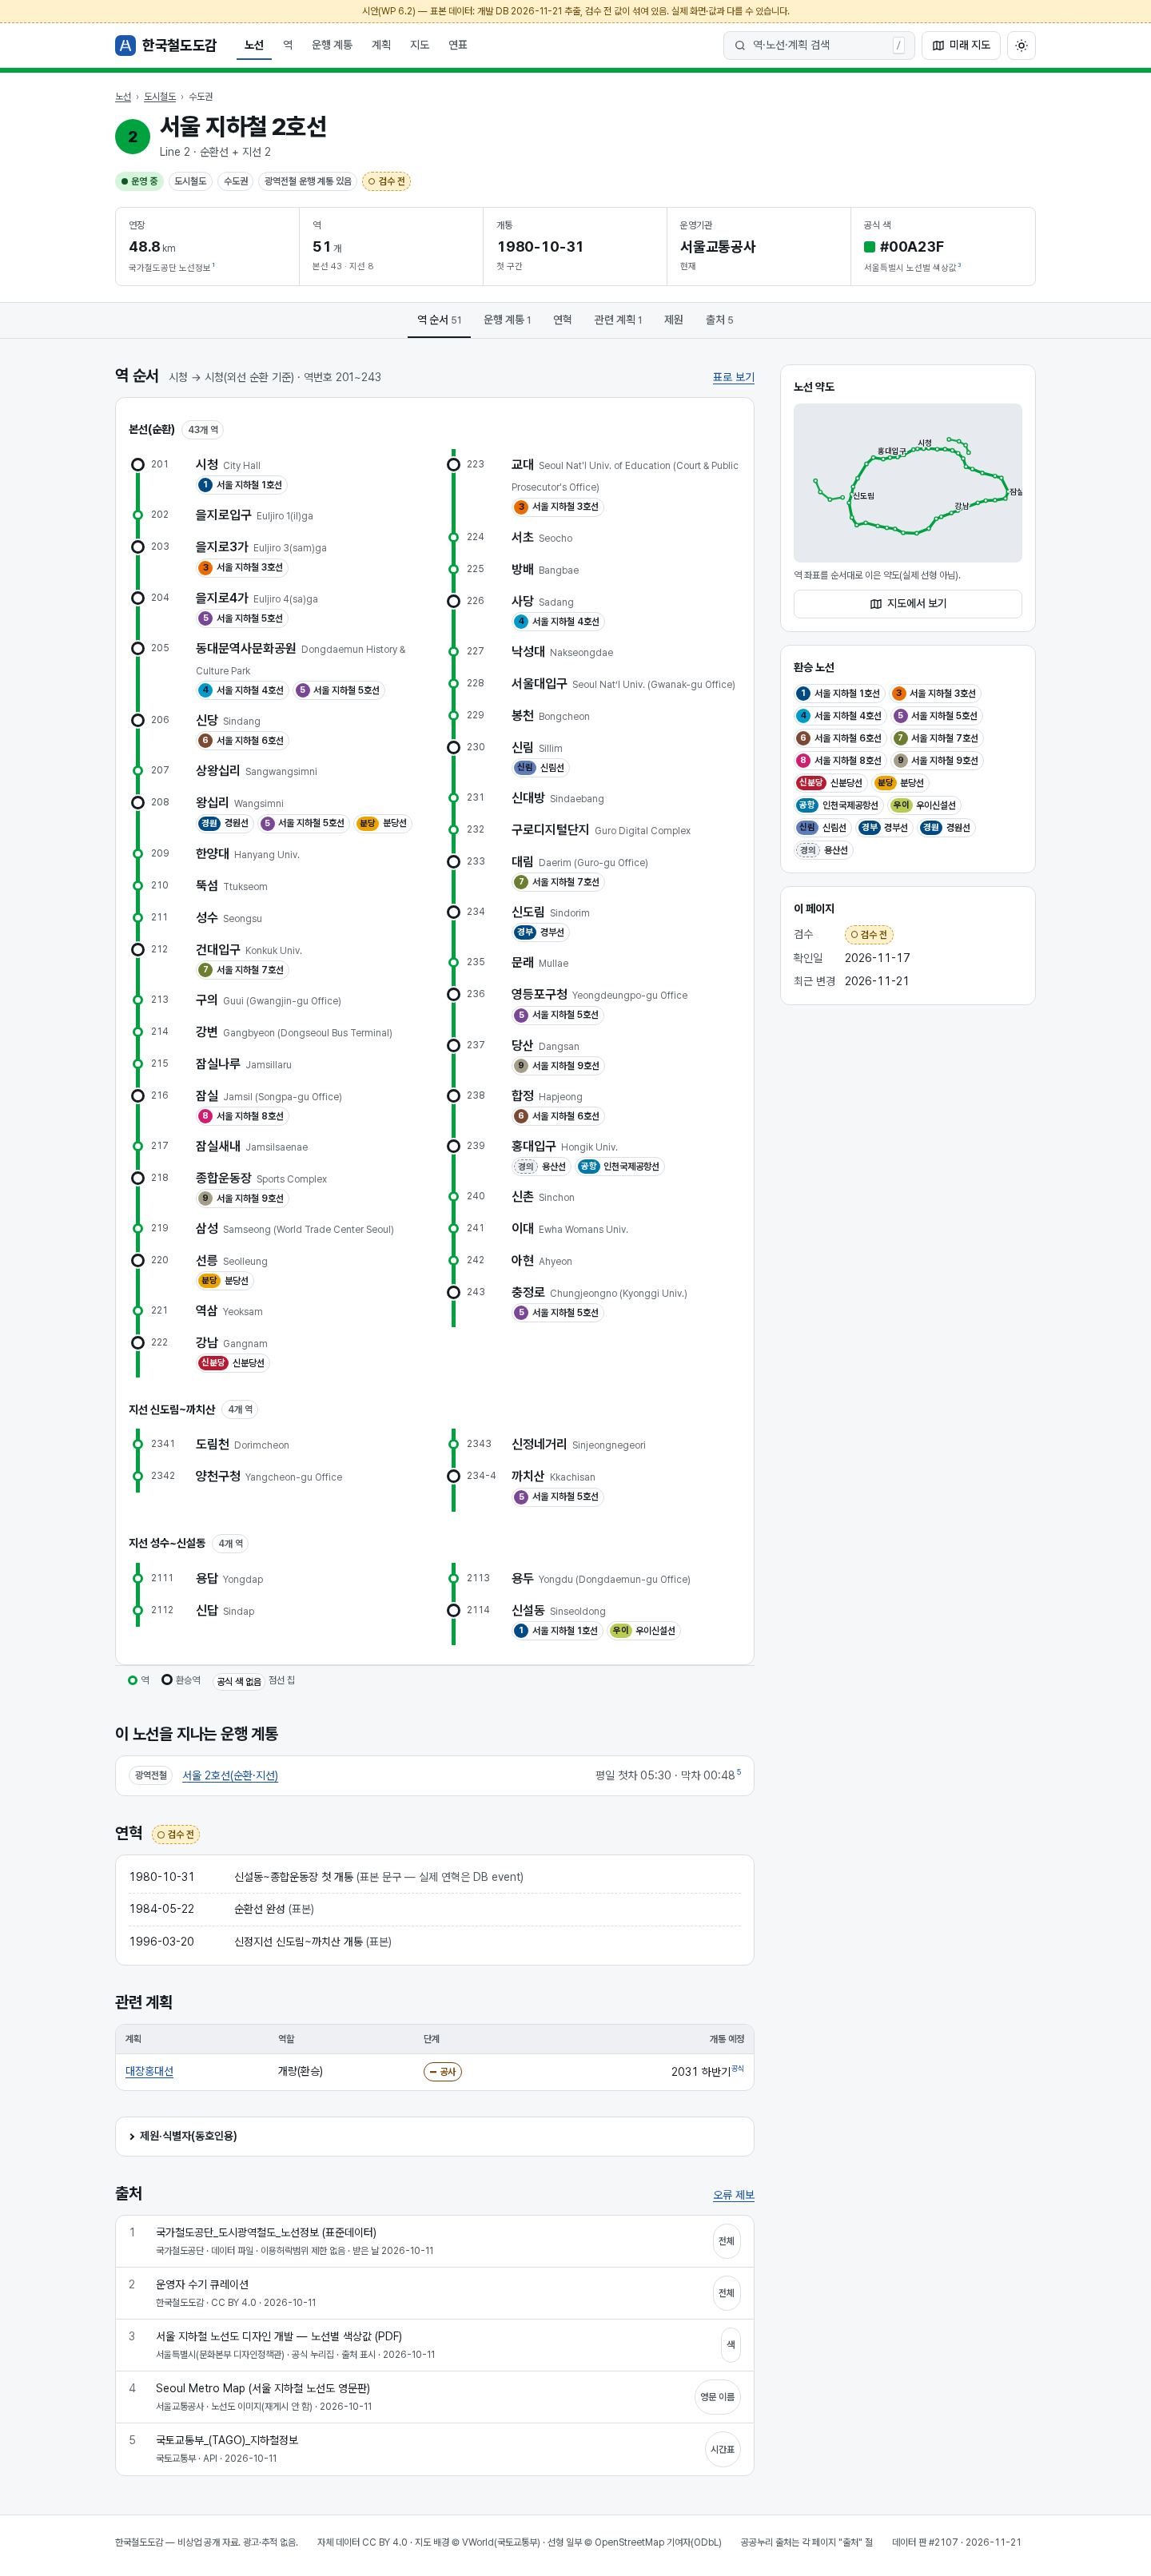 시안(WP 6.2) — 표본 데이터: 개발 DB 2026-11-21 추출, 검수 전 값이 섞여 있음. 실제 화면·값과 다를 수 있습니다.
한국철도도감 노선 역 운행 계통 계획 지도 연표 역·노선·계획 검색 / 미래 지도
노선 › 도시철도 › 수도권
2 서울 지하철 2호선
Line 2 · 순환선 + 지선 2
운영 중 도시철도 수도권 광역전철 운행 계통 있음 검수 전
연장 역 개통 운영기관 공식 색
48.8 km 51 개 1980-10-31 서울교통공사 #00A23F
국가철도공단 노선정보 1 본선 43 · 지선 8 첫 구간 현재 서울특별시 노선별 색상값 3
역 순서 51 운행 계통 1 연혁 관련 계획 1 제원 출처 5
역 순서 시청 → 시청(외선 순환 기준) · 역번호 201~243 표로 보기
본선(순환) 43개 역
201 시청 City Hall
1 서울 지하철 1호선
202 을지로입구 Euljiro 1(il)ga
203 을지로3가 Euljiro 3(sam)ga
3 서울 지하철 3호선
204 을지로4가 Euljiro 4(sa)ga
5 서울 지하철 5호선
205 동대문역사문화공원 Dongdaemun History &
Culture Park
4 서울 지하철 4호선 5 서울 지하철 5호선
206 신당 Sindang
6 서울 지하철 6호선
207 상왕십리 Sangwangsimni
208 왕십리 Wangsimni
경원 경원선 5 서울 지하철 5호선 분당 분당선
209 한양대 Hanyang Univ.
210 뚝섬 Ttukseom
211 성수 Seongsu
212 건대입구 Konkuk Univ.
7 서울 지하철 7호선
213 구의 Guui (Gwangjin-gu Office)
214 강변 Gangbyeon (Dongseoul Bus Terminal)
215 잠실나루 Jamsillaru
216 잠실 Jamsil (Songpa-gu Office)
8 서울 지하철 8호선
217 잠실새내 Jamsilsaenae
218 종합운동장 Sports Complex
9 서울 지하철 9호선
219 삼성 Samseong (World Trade Center Seoul)
220 선릉 Seolleung
분당 분당선
221 역삼 Yeoksam
222 강남 Gangnam
신분당 신분당선
223 교대 Seoul Nat'l Univ. of Education (Court & Public
Prosecutor's Office)
3 서울 지하철 3호선
224 서초 Seocho
225 방배 Bangbae
226 사당 Sadang
4 서울 지하철 4호선
227 낙성대 Nakseongdae
228 서울대입구 Seoul Nat'l Univ. (Gwanak-gu Office)
229 봉천 Bongcheon
230 신림 Sillim
신림 신림선
231 신대방 Sindaebang
232 구로디지털단지 Guro Digital Complex
233 대림 Daerim (Guro-gu Office)
7 서울 지하철 7호선
234 신도림 Sindorim
경부 경부선
235 문래 Mullae
236 영등포구청 Yeongdeungpo-gu Office
5 서울 지하철 5호선
237 당산 Dangsan
9 서울 지하철 9호선
238 합정 Hapjeong
6 서울 지하철 6호선
239 홍대입구 Hongik Univ.
경의 용산선 공항 인천국제공항선
240 신촌 Sinchon
241 이대 Ewha Womans Univ.
242 아현 Ahyeon
243 충정로 Chungjeongno (Kyonggi Univ.)
5 서울 지하철 5호선
지선 신도림~까치산 4개 역
2341 도림천 Dorimcheon
2342 양천구청 Yangcheon-gu Office
2343 신정네거리 Sinjeongnegeori
234-4 까치산 Kkachisan
5 서울 지하철 5호선
지선 성수~신설동 4개 역
2111 용답 Yongdap
2112 신답 Sindap
2113 용두 Yongdu (Dongdaemun-gu Office)
2114 신설동 Sinseoldong
1 서울 지하철 1호선 우이 우이신설선
역 환승역 공식 색 없음 점선 칩
노선 약도
시청
홍대입구
잠실
신도림
강남
역 좌표를 순서대로 이은 약도(실제 선형 아님).
지도에서 보기
환승 노선
1 서울 지하철 1호선 3 서울 지하철 3호선
4 서울 지하철 4호선 5 서울 지하철 5호선
6 서울 지하철 6호선 7 서울 지하철 7호선
8 서울 지하철 8호선 9 서울 지하철 9호선
신분당 신분당선 분당 분당선
공항 인천국제공항선 우이 우이신설선
신림 신림선 경부 경부선 경원 경원선
경의 용산선
이 페이지
검수 검수 전
확인일 2026-11-17
최근 변경 2026-11-21
이 노선을 지나는 운행 계통
광역전철 서울 2호선(순환·지선) 평일 첫차 05:30 · 막차 00:48 5
연혁 검수 전
1980-10-31 신설동~종합운동장 첫 개통 (표본 문구 — 실제 연혁은 DB event)
1984-05-22 순환선 완성 (표본)
1996-03-20 신정지선 신도림~까치산 개통 (표본)
관련 계획
계획 역할 단계 개통 예정
대장홍대선 개량(환승) 공사 2031 하반기 공식
제원·식별자(동호인용)
출처 오류 제보
1 국가철도공단_도시광역철도_노선정보 (표준데이터) 전체
국가철도공단 · 데이터 파일 · 이용허락범위 제한 없음 · 받은 날 2026-10-11
2 운영자 수기 큐레이션 전체
한국철도도감 · CC BY 4.0 · 2026-10-11
3 서울 지하철 노선도 디자인 개발 — 노선별 색상값 (PDF) 색
서울특별시(문화본부 디자인정책관) · 공식 누리집 · 출처 표시 · 2026-10-11
4 Seoul Metro Map (서울 지하철 노선도 영문판) 영문 이름
서울교통공사 · 노선도 이미지(재게시 안 함) · 2026-10-11
5 국토교통부_(TAGO)_지하철정보 시간표
국토교통부 · API · 2026-10-11
한국철도도감 — 비상업 공개 자료. 광고·추적 없음. 자체 데이터 CC BY 4.0 · 지도 배경 © VWorld(국토교통부) · 선형 일부 © OpenStreetMap 기여자(ODbL) 공공누리 출처는 각 페이지 "출처" 절 데이터 판 #2107 · 2026-11-21